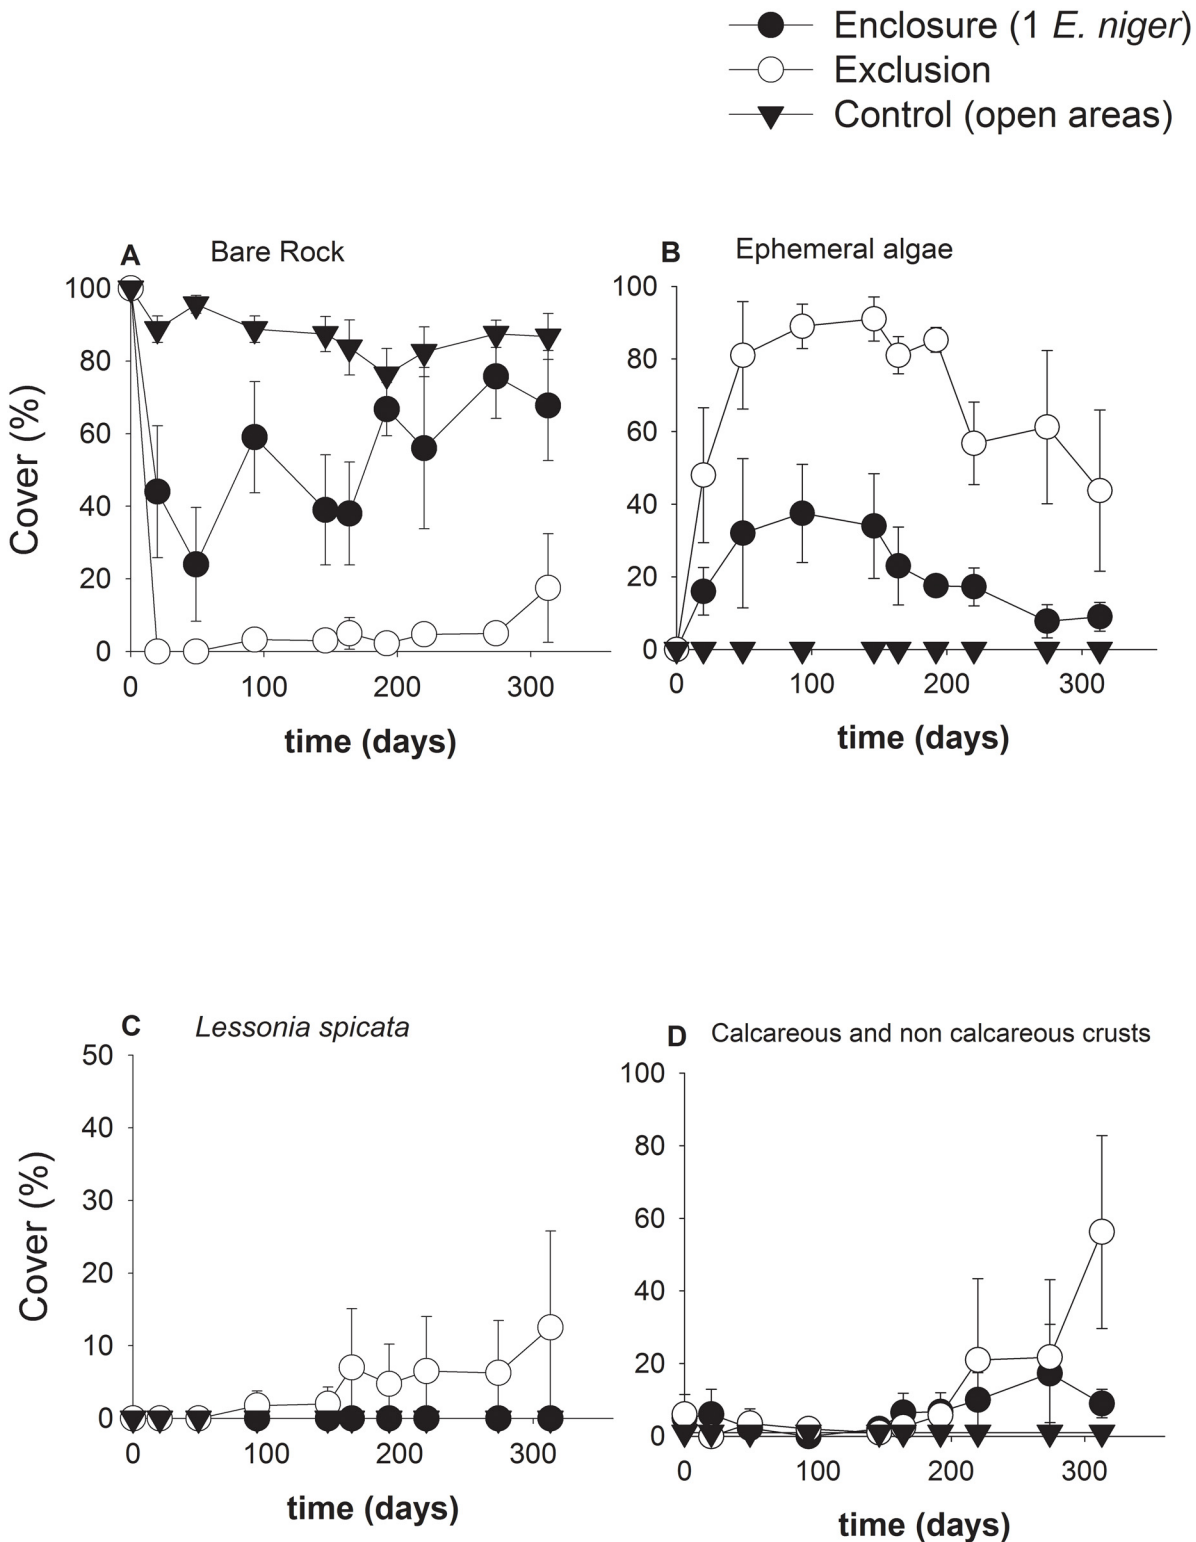 Enclosure (1 E. niger)
Exclusion
Control (open areas)
A Bare Rock
100
80
60
40
20
0
Cover (%)
0 100 200 300
time (days)
B Ephemeral algae
100
80
60
40
20
0
0 100 200 300
time (days)
C Lessonia spicata
50
40
30
20
10
0
Cover (%)
0 100 200 300
time (days)
D Calcareous and non calcareous crusts
100
80
60
40
20
0
0 100 200 300
time (days)